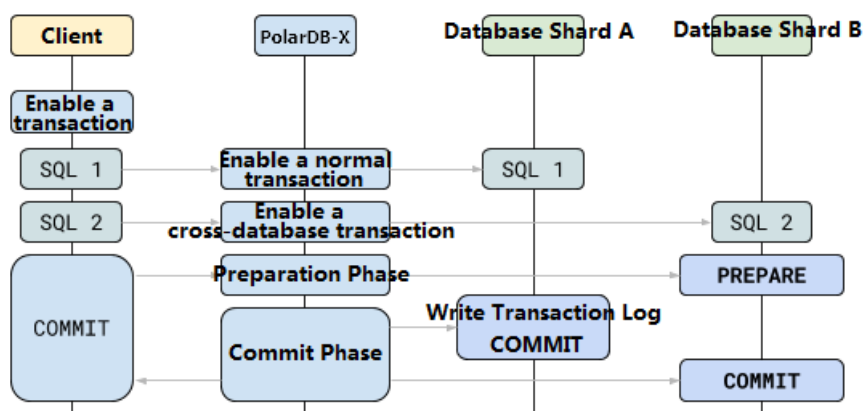 Client
PolarDB-X
Database Shard A
Database Shard B
Enable a
transaction
SQL 1
Enable a normal
transaction
SQL 1
SQL 2
Enable a
cross-database transaction
SQL 2
COMMIT
Preparation Phase
PREPARE
Commit Phase
Write Transaction Log
COMMIT
COMMIT